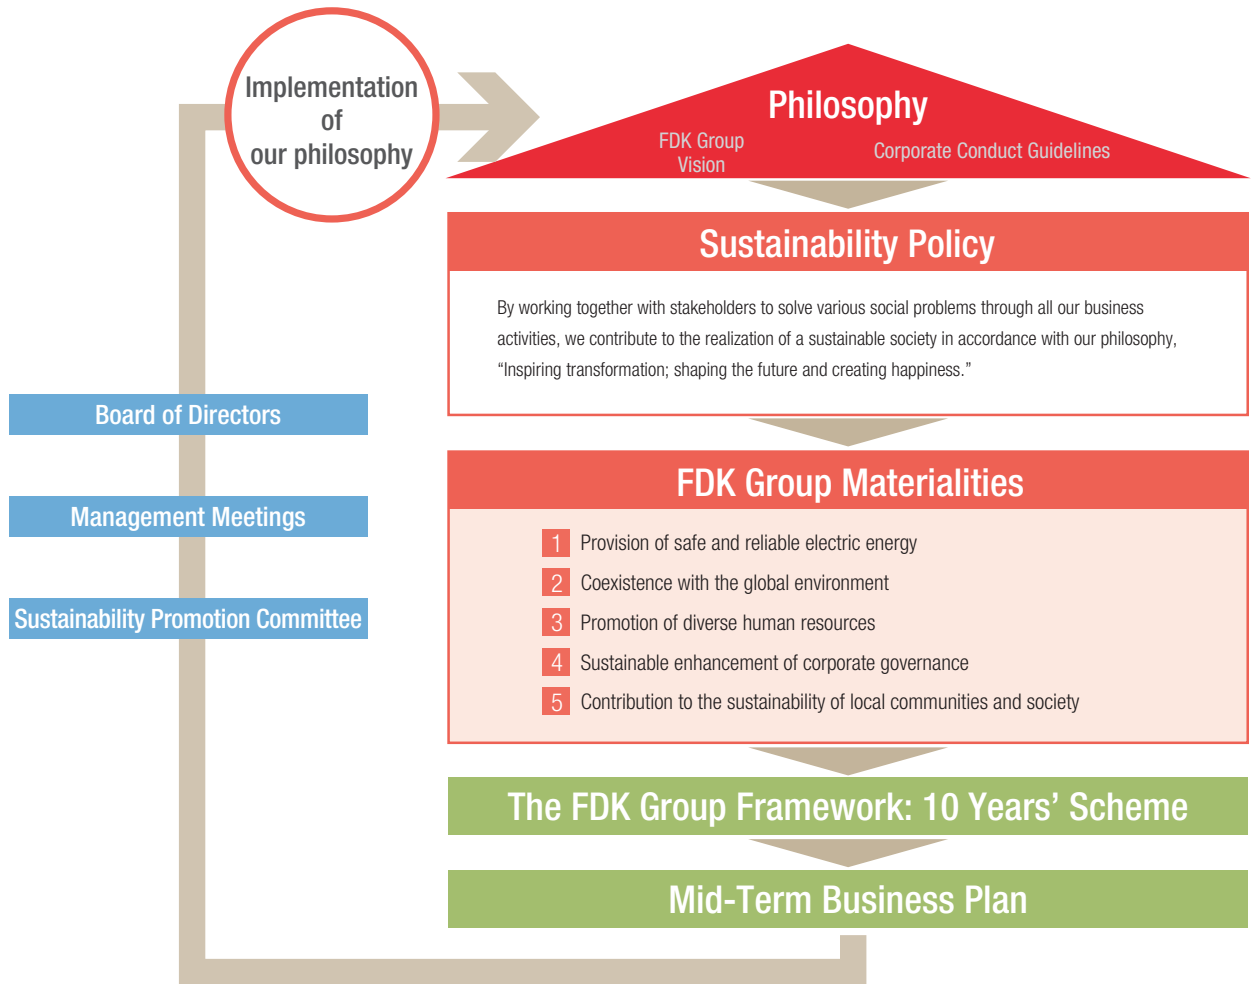 Implementation
of
our philosophy
Philosophy
FDK Group
Vision
Corporate Conduct Guidelines
Sustainability Policy
By working together with stakeholders to solve various social problems through all our business
activities, we contribute to the realization of a sustainable society in accordance with our philosophy,
“Inspiring transformation; shaping the future and creating happiness.”
Board of Directors
Management Meetings
Sustainability Promotion Committee
FDK Group Materialities
1 Provision of safe and reliable electric energy
2 Coexistence with the global environment
3 Promotion of diverse human resources
4 Sustainable enhancement of corporate governance
5 Contribution to the sustainability of local communities and society
The FDK Group Framework: 10 Years’ Scheme
Mid-Term Business Plan